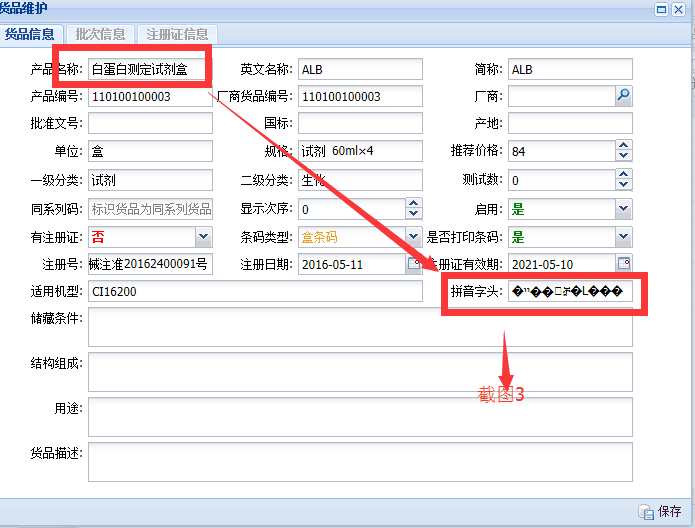 货品维护
货品信息 批次信息 注册证信息
产品名称: 白蛋白测定试剂盒 英文名称: ALB 简称: ALB
产品编号: 110100100003 厂商货品编号: 110100100003 厂商:
批准文号: 国标: 产地:
单位: 盒 规格: 试剂 60ml×4 推荐价格: 84
一级分类: 试剂 二级分类: 生化 测试数: 0
同系列码: 标识货品为同系列货品 显示次序: 0 启用: 是
有注册证: 否 条码类型: 盒条码 是否打印条码: 是
注册号: 械注准20162400091号 注册日期: 2016-05-11 注册证有效期: 2021-05-10
适用机型: CI16200 拼音字头:
储藏条件:
结构组成:
截图3
用途:
货品描述:
保存